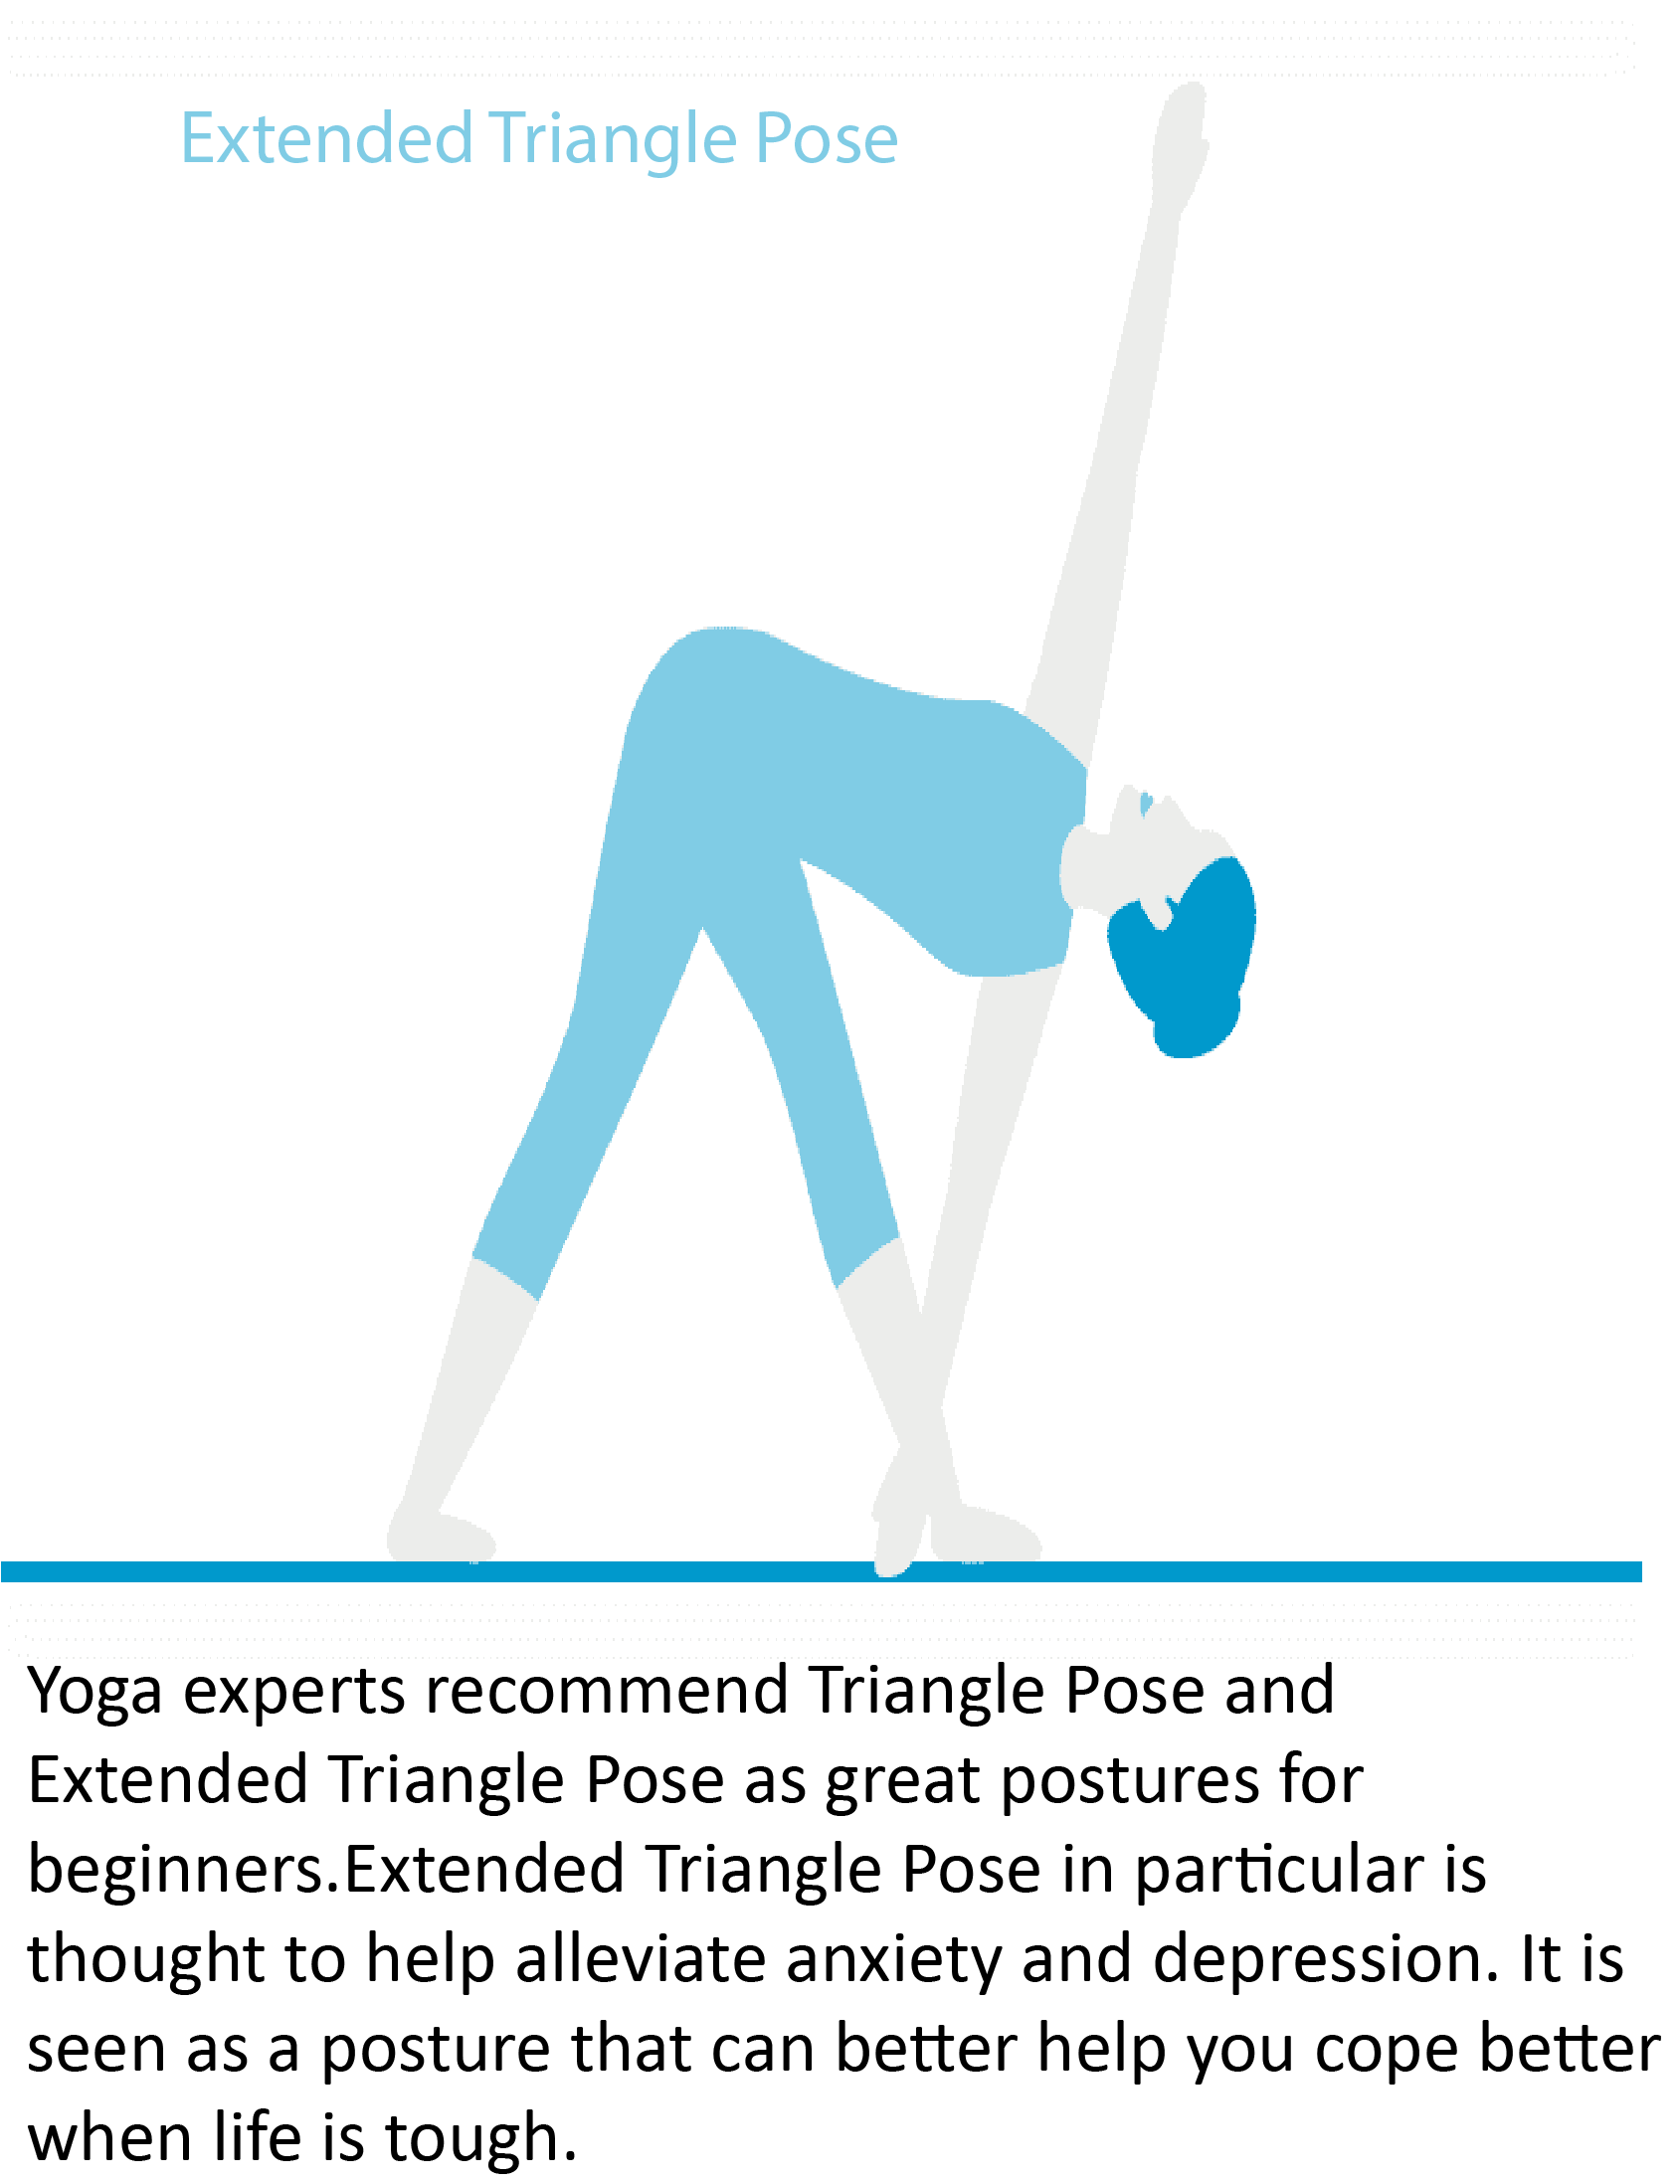 Extended Triangle Pose
Yoga experts recommend Triangle Pose and
Extended Triangle Pose as great postures for
beginners.Extended Triangle Pose in particular is
thought to help alleviate anxiety and depression. It is
seen as a posture that can better help you cope better
when life is tough.